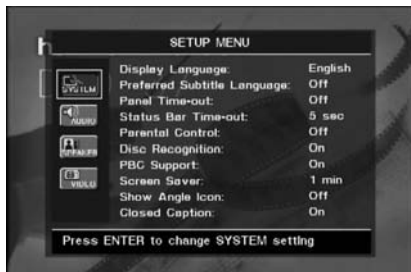 h
SETUP MENU
SYSTEM
AUDIO
SPEAKER
VIDEO
Display Language: English
Preferred Subtitle Language: Off
Panel Time-out: Off
Status Bar Time-out: 5 sec
Parental Control: Off
Disc Recognition: On
PBC Support: On
Screen Saver: 1 min
Show Angle Icon: Off
Closed Caption: On
Press ENTER to change SYSTEM setting